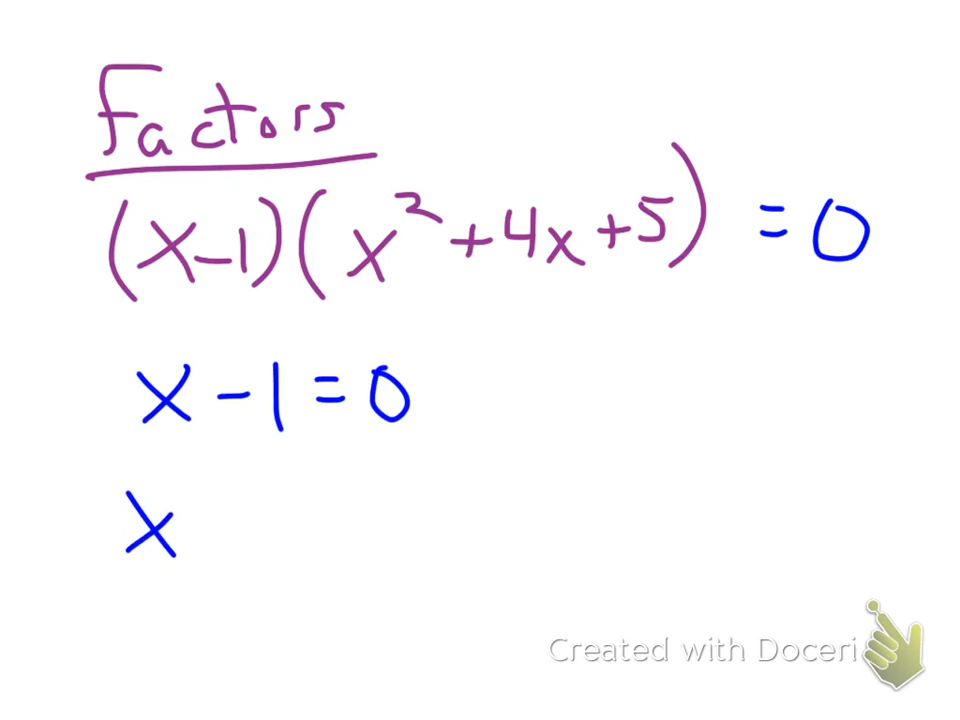 Factors
(x-1)(x²+4x+5) = 0
x - 1 = 0
x
Created with Doceri